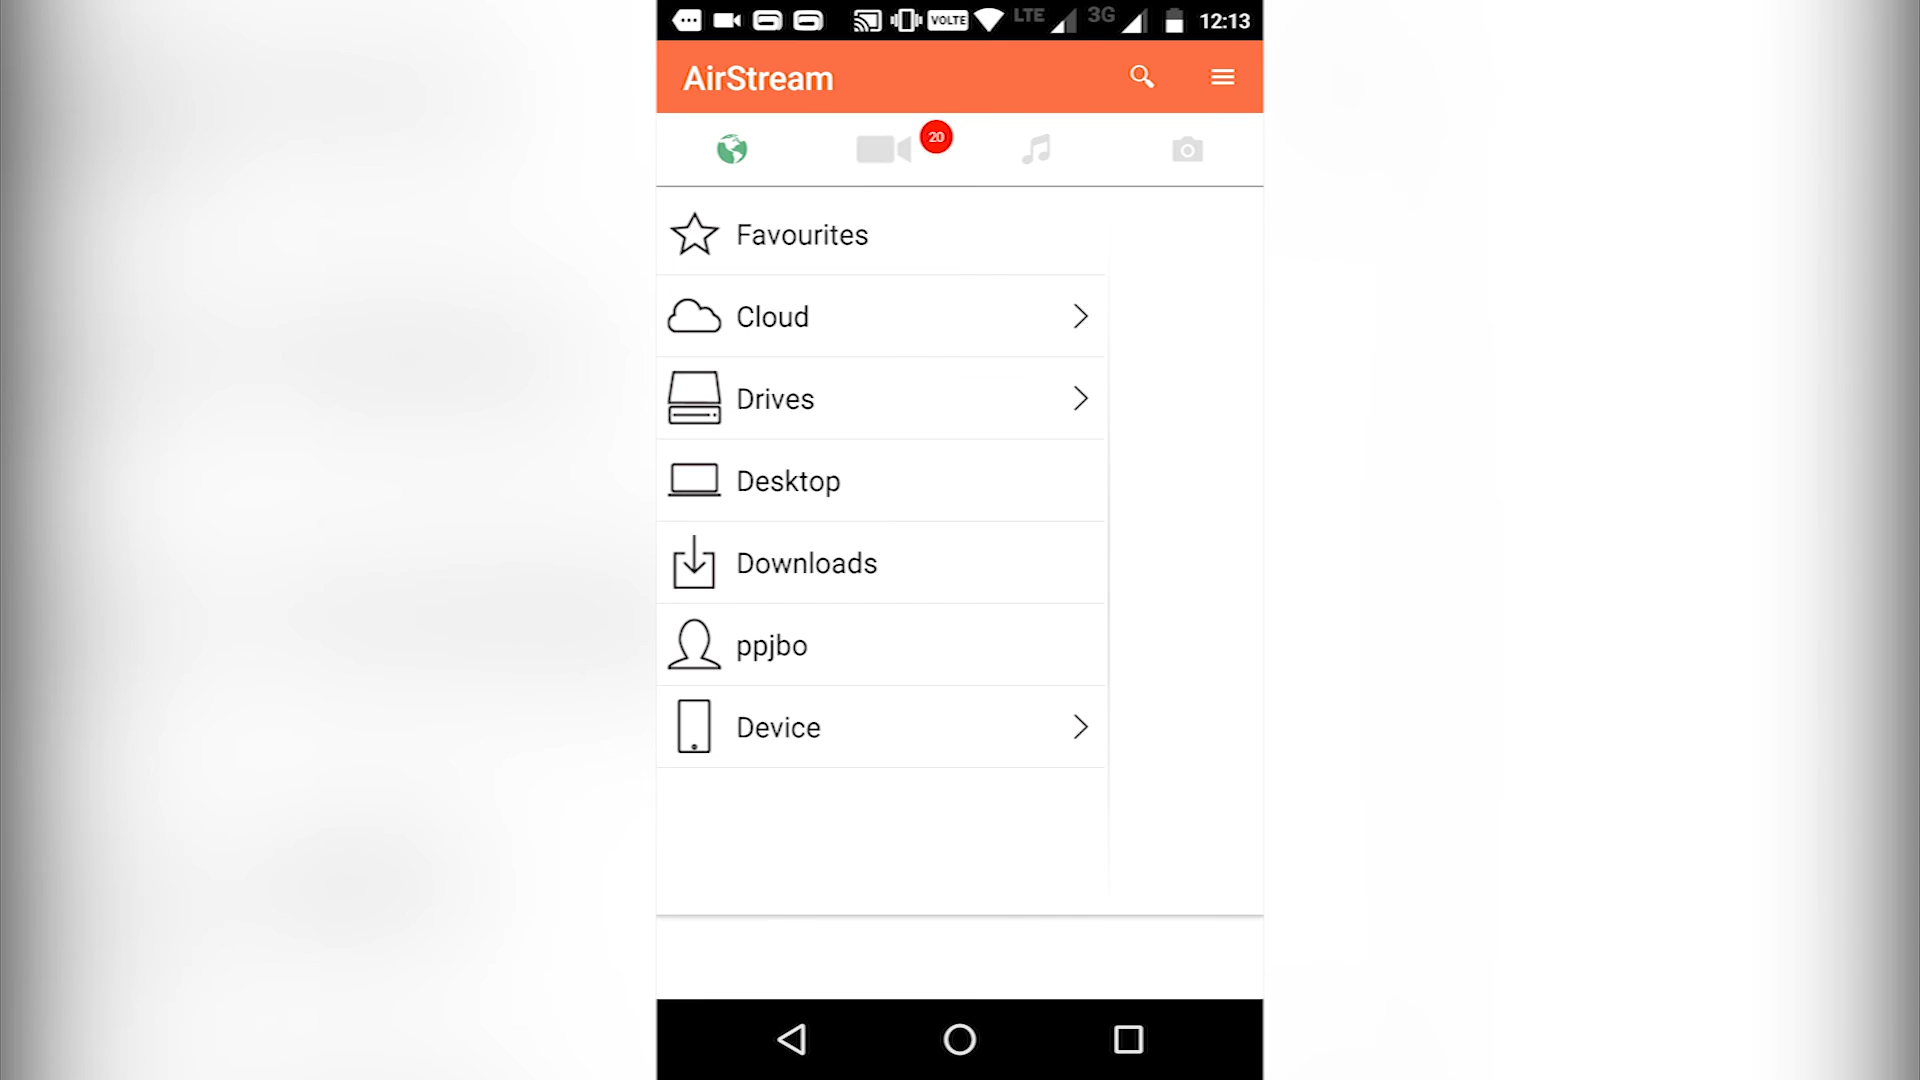 VOLTE LTE 3G 12:13
AirStream
20
Favourites
Cloud
Drives
Desktop
Downloads
ppjbo
Device